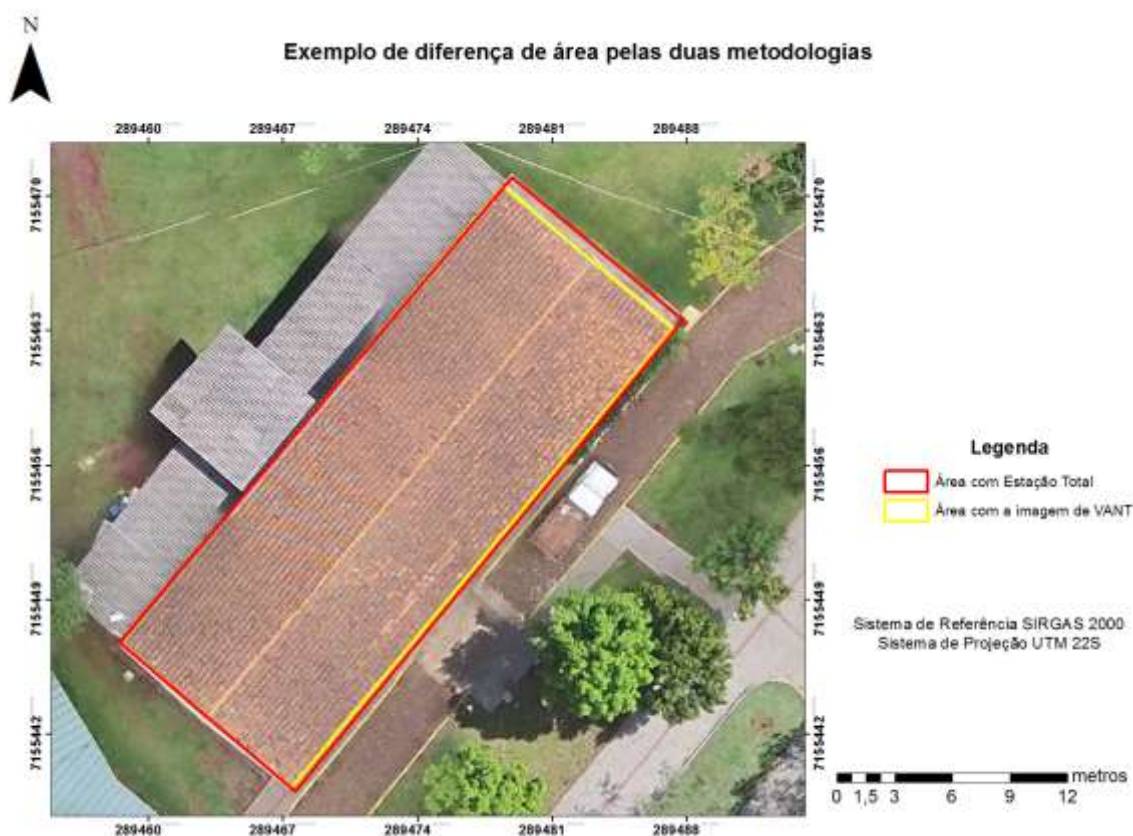 N
Exemplo de diferença de área pelas duas metodologias
289460 289467 289474 289481 289488
7155470 7155470
7155463 7155463
7155456 7155456
7155449 7155449
7155442 7155442
289460 289467 289474 289481 289488
Legenda
Área com Estação Total
Área com a imagem de VANT
Sistema de Referência SIRGAS 2000
Sistema de Projeção UTM 22S
metros
0 1,5 3 6 9 12